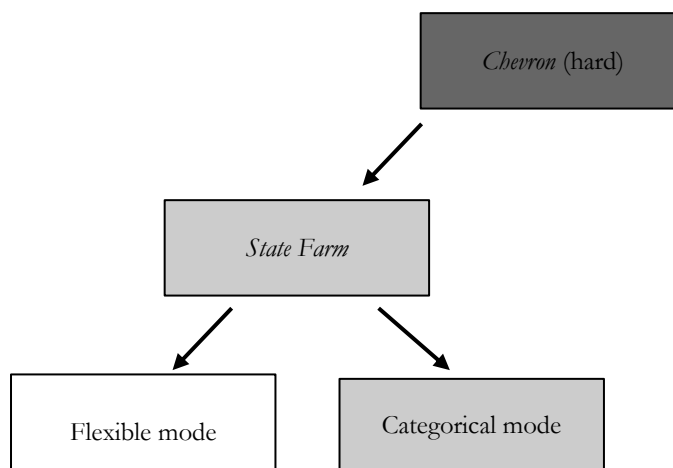 Chevron (hard)
State Farm
Flexible mode
Categorical mode